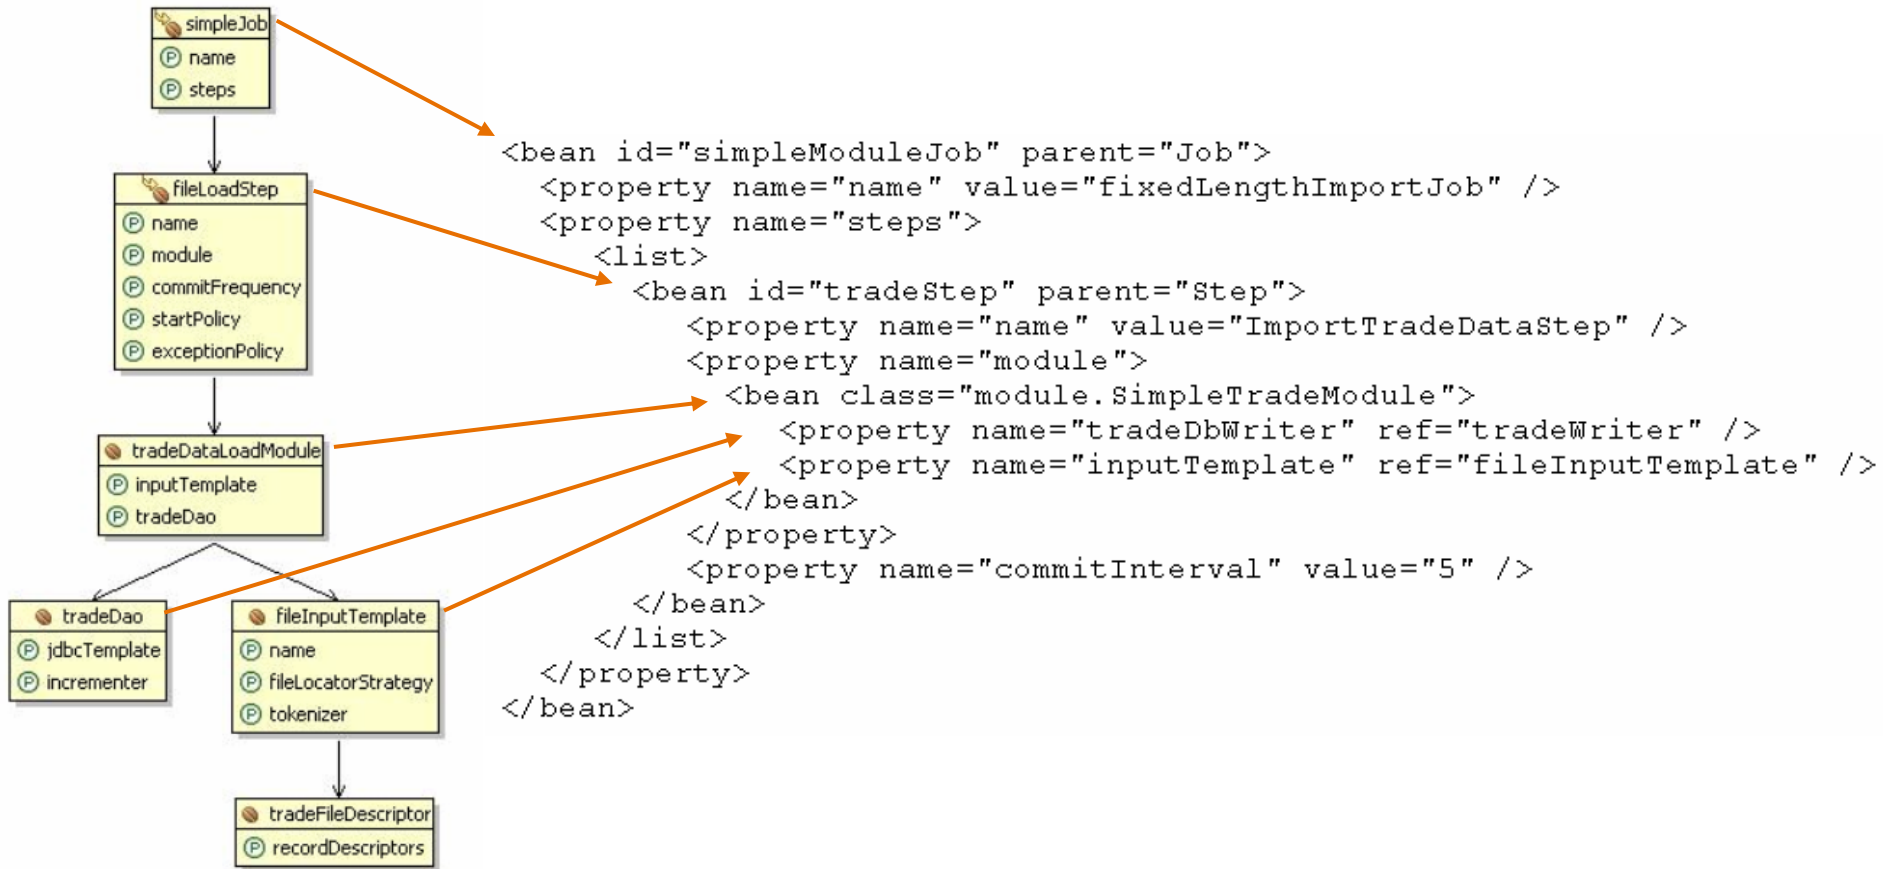 simpleJob
name
steps
fileLoadStep
name
module
commitFrequency
startPolicy
exceptionPolicy
tradeDataLoadModule
inputTemplate
tradeDao
tradeDao
jdbcTemplate
incrementer
fileInputTemplate
name
fileLocatorStrategy
tokenizer
tradeFileDescriptor
recordDescriptors
<bean id="simpleModuleJob" parent="Job">
<property name="name" value="fixedLengthImportJob" />
<property name="steps">
<list>
<bean id="tradeStep" parent="Step">
<property name="name" value="ImportTradeDataStep" />
<property name="module">
<bean class="module.SimpleTradeModule">
<property name="tradeDbWriter" ref="tradeWriter" />
<property name="inputTemplate" ref="fileInputTemplate" />
</bean>
</property>
<property name="commitInterval" value="5" />
</bean>
</list>
</property>
</bean>